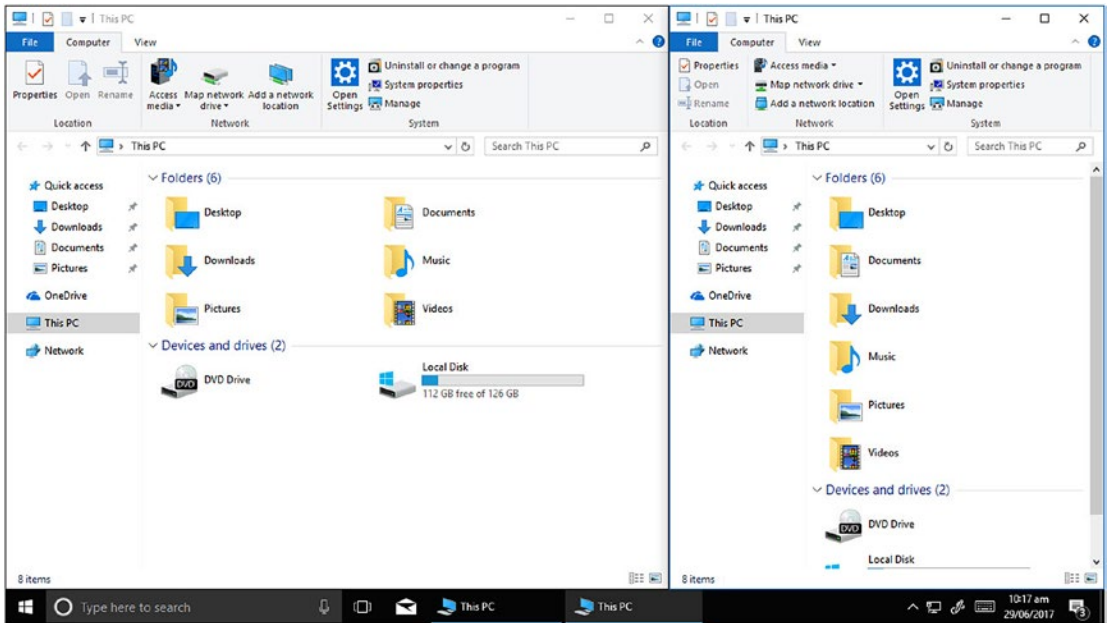 This PC
File Computer View
Properties Open Rename
Access media Map network drive Add a network location
Open Settings
Uninstall or change a program
System properties
Manage
Location Network System
This PC
Search This PC
Quick access
Desktop
Downloads
Documents
Pictures
OneDrive
This PC
Network
Folders (6)
Desktop Documents
Downloads Music
Pictures Videos
Devices and drives (2)
DVD Drive
Local Disk
112 GB free of 126 GB
8 items
This PC
File Computer View
Properties
Open
Rename
Access media
Map network drive
Add a network location
Open Settings
Uninstall or change a program
System properties
Manage
Location Network System
This PC
Search This PC
Quick access
Desktop
Downloads
Documents
Pictures
OneDrive
This PC
Network
Folders (6)
Desktop
Documents
Downloads
Music
Pictures
Videos
Devices and drives (2)
DVD
DVD Drive
Local Disk
8 items
Type here to search
This PC
This PC
10:17 am
29/06/2017
3